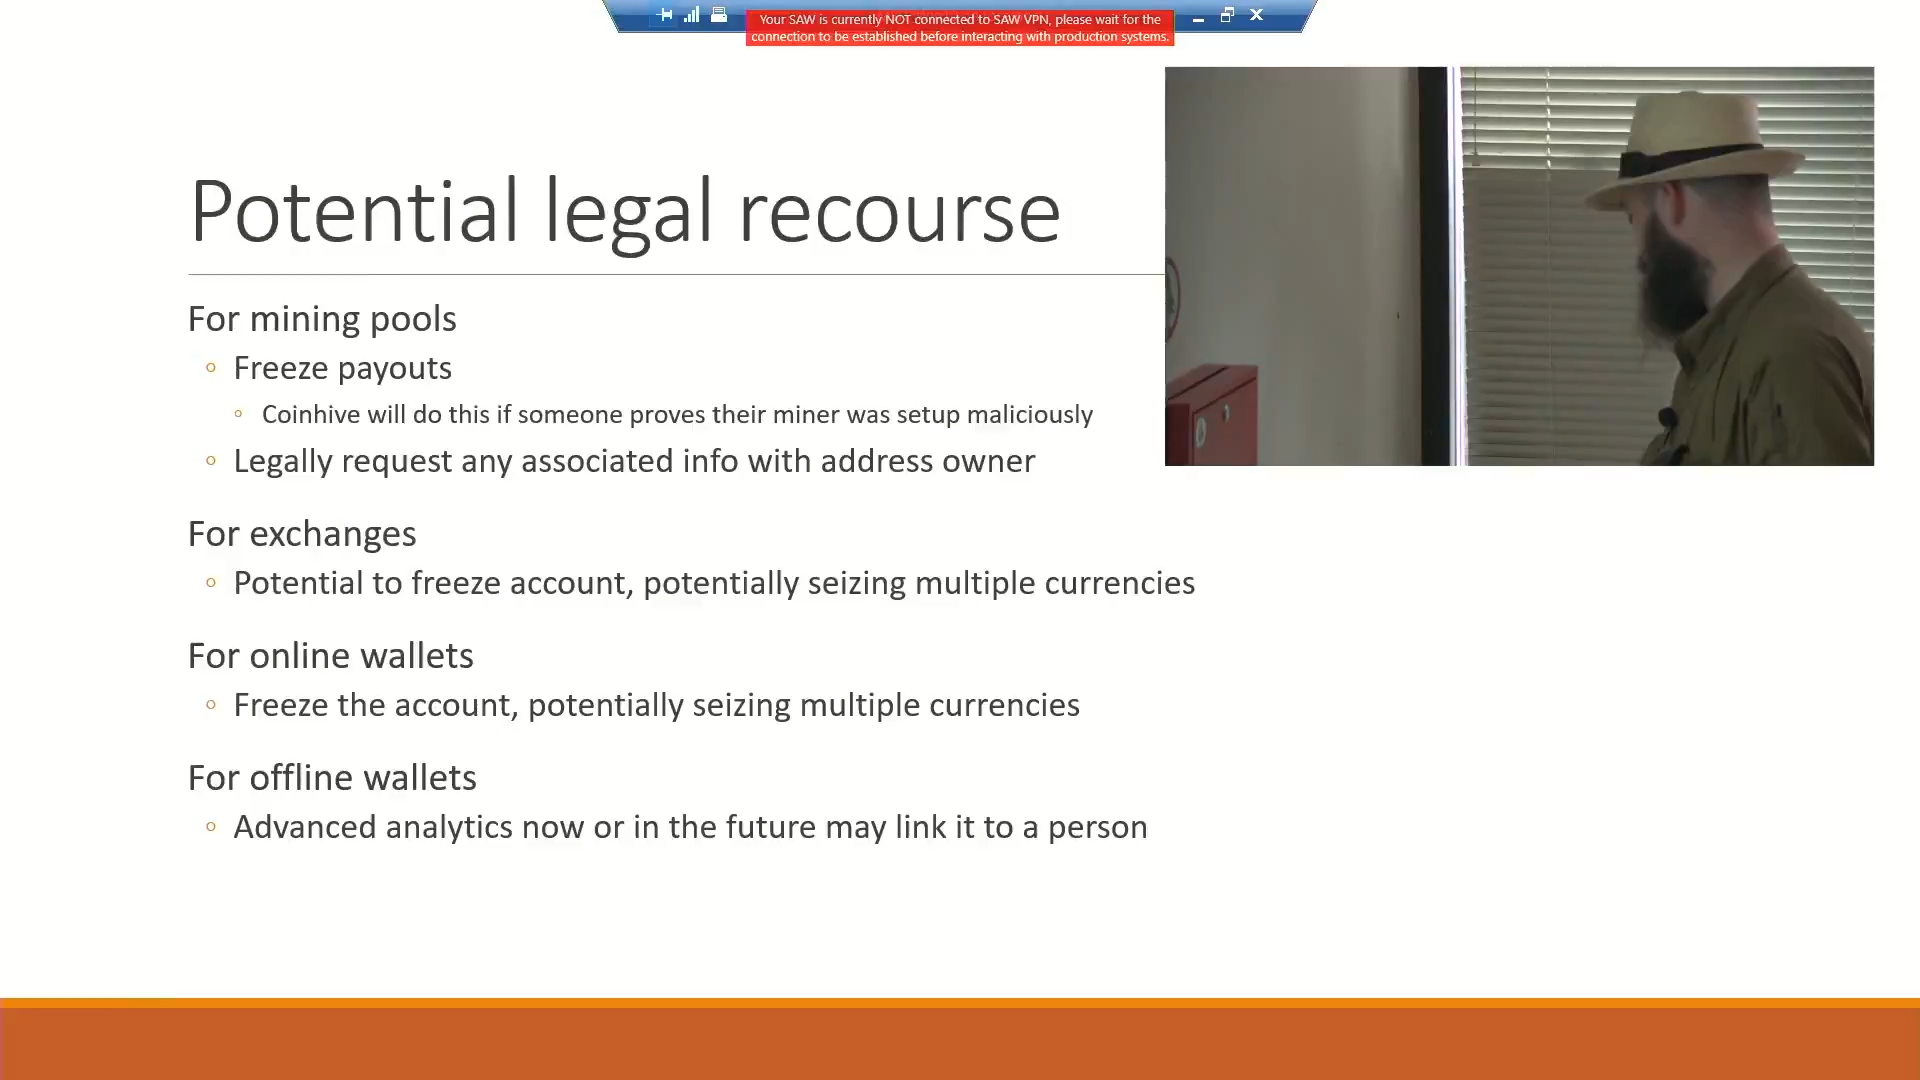 Your SAW is currently NOT connected to SAW VPN, please wait for the
connection to be established before interacting with production systems.
Potential legal recourse
For mining pools
Freeze payouts
Coinhive will do this if someone proves their miner was setup maliciously
Legally request any associated info with address owner
For exchanges
Potential to freeze account, potentially seizing multiple currencies
For online wallets
Freeze the account, potentially seizing multiple currencies
For offline wallets
Advanced analytics now or in the future may link it to a person